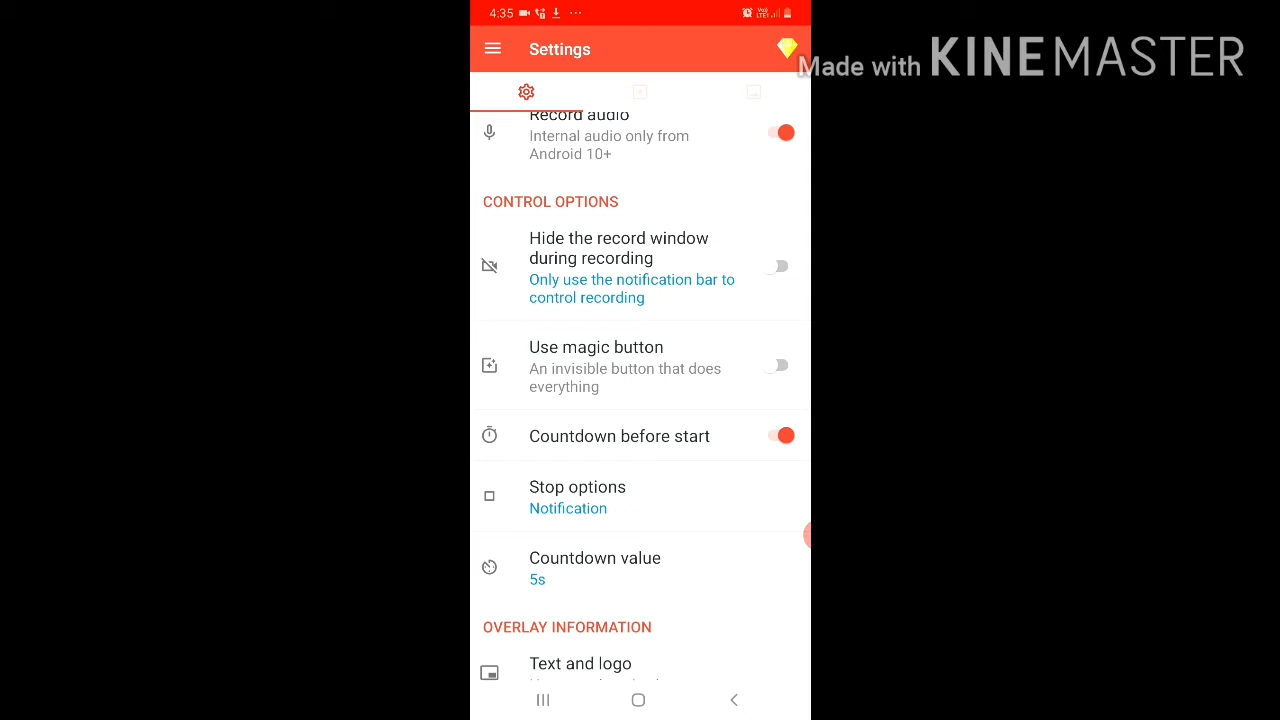 4:35
Settings
Made with KINEMASTER
Record audio
Internal audio only from
Android 10+
CONTROL OPTIONS
Hide the record window
during recording
Only use the notification bar to
control recording
Use magic button
An invisible button that does
everything
Countdown before start
Stop options
Notification
Countdown value
5s
OVERLAY INFORMATION
Text and logo